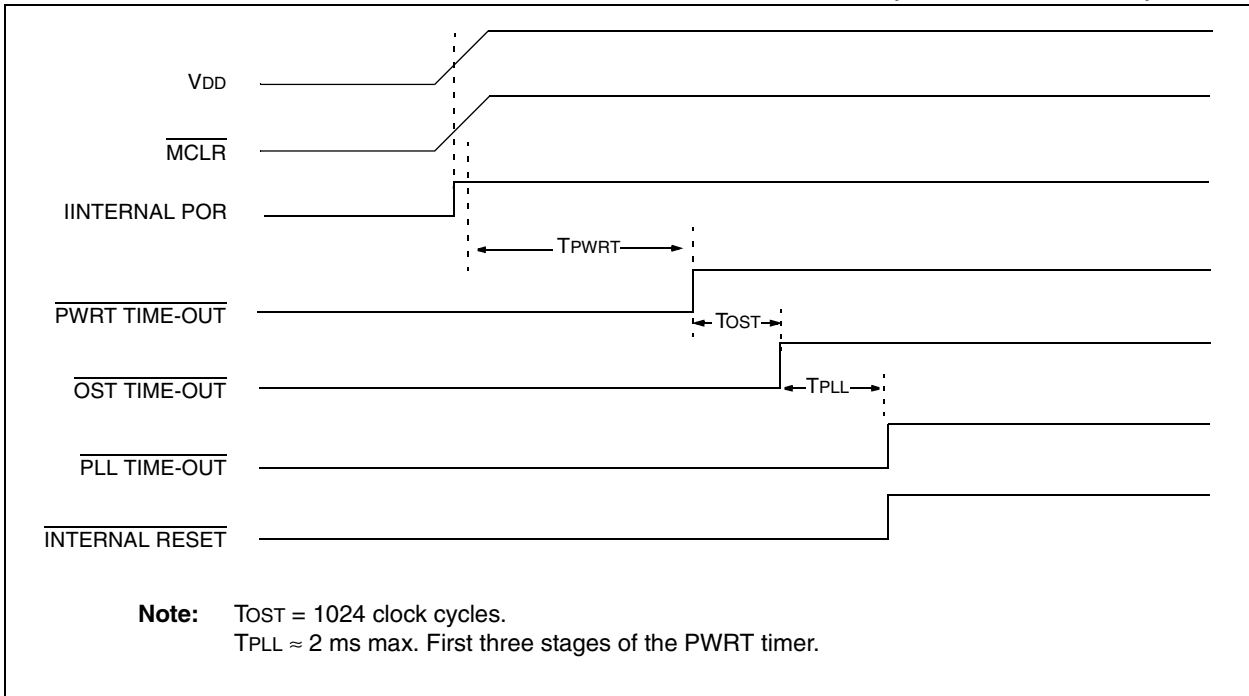 VDD
MCLR
IINTERNAL POR
TPWRT
PWRT TIME-OUT
TOST
OST TIME-OUT
TPLL
PLL TIME-OUT
INTERNAL RESET
Note: TOST = 1024 clock cycles.
TPLL ≈ 2 ms max. First three stages of the PWRT timer.